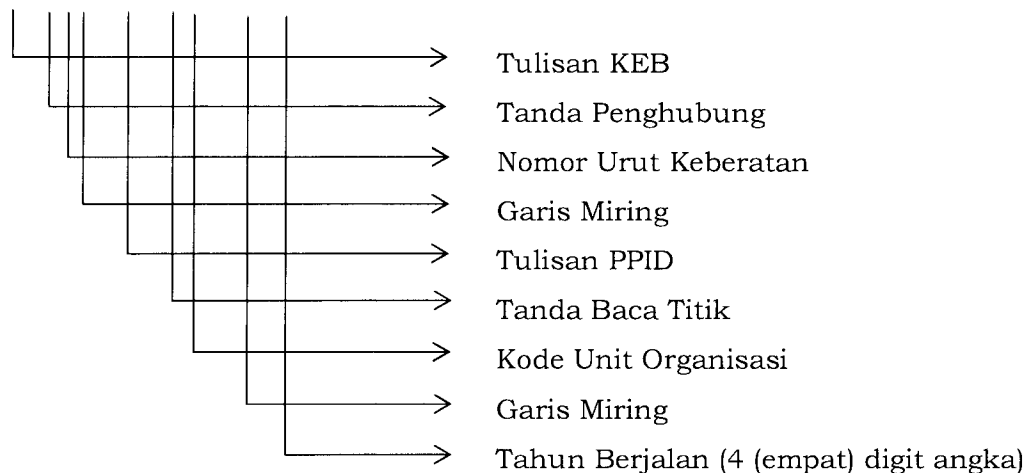 Tulisan KEB
Tanda Penghubung
Nomor Urut Keberatan
Garis Miring
Tulisan PPID
Tanda Baca Titik
Kode Unit Organisasi
Garis Miring
Tahun Berjalan (4 (empat) digit angka)